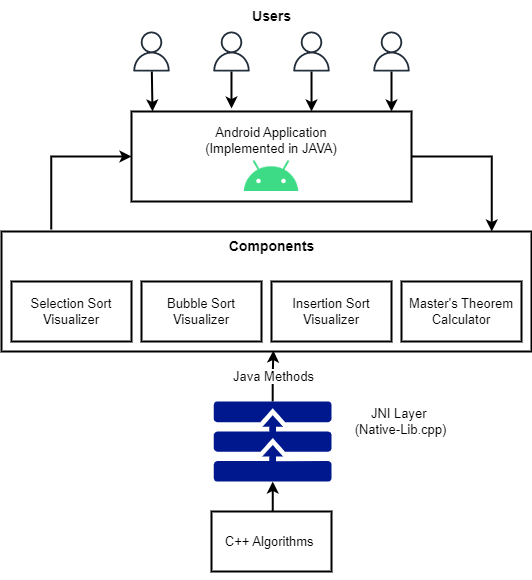 Users
Android Application
(Implemented in JAVA)
Components
Selection Sort
Visualizer
Bubble Sort
Visualizer
Insertion Sort
Visualizer
Master's Theorem
Calculator
Java Methods
JNI Layer
(Native-Lib.cpp)
C++ Algorithms